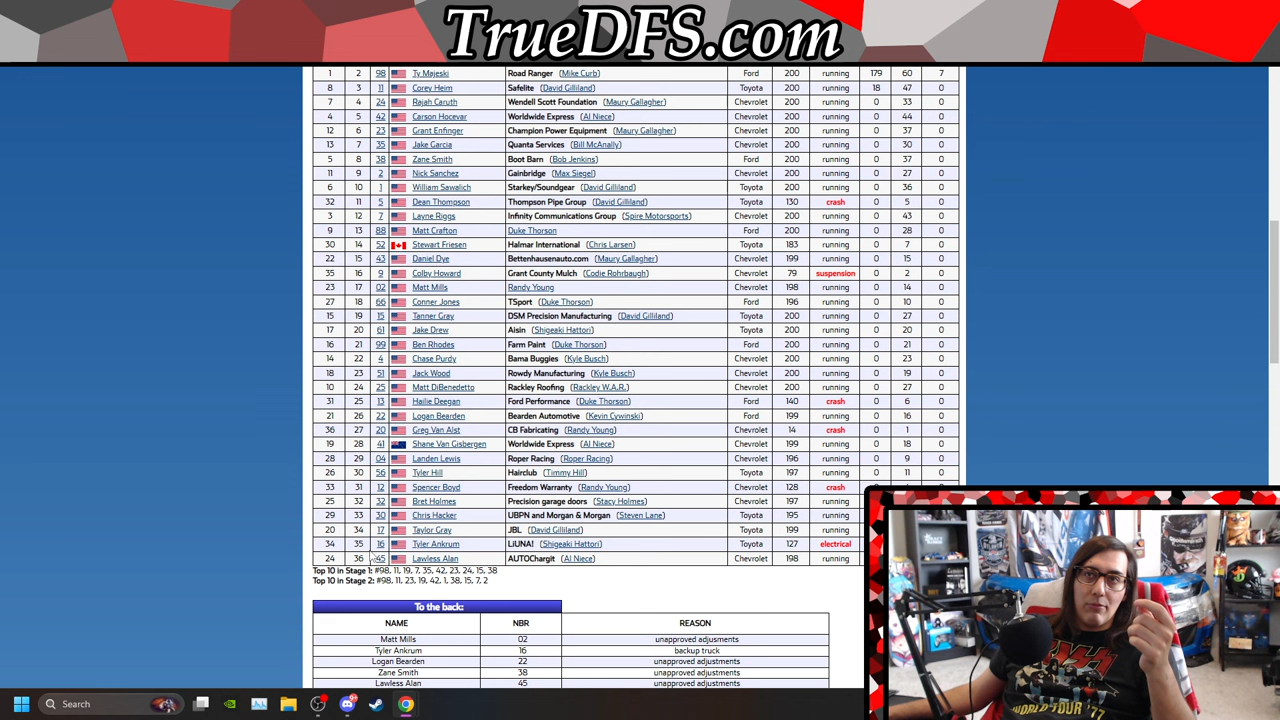 TrueDFS.com
1 2 98 Ty Majeski Road Ranger (Mike Curb) Ford 200 running 179 60 7
8 3 11 Corey Heim Safelite (David Gilliland) Toyota 200 running 18 47 0
7 4 24 Rajah Caruth Wendell Scott Foundation (Maury Gallagher) Chevrolet 200 running 0 33 0
4 5 42 Carson Hocevar Worldwide Express (Al Niece) Chevrolet 200 running 0 44 0
12 6 23 Grant Enfinger Champion Power Equipment (Maury Gallagher) Chevrolet 200 running 0 37 0
13 7 35 Jake Garcia Quanta Services (Bill McAnally) Chevrolet 200 running 0 30 0
5 8 38 Zane Smith Boot Barn (Bob Jenkins) Ford 200 running 0 37 0
11 9 2 Nick Sanchez Gainbridge (Max Siegel) Chevrolet 200 running 0 27 0
6 10 1 William Sawalich Starkey/Soundgear (David Gilliland) Toyota 200 running 0 36 0
32 11 5 Dean Thompson Thompson Pipe Group (David Gilliland) Toyota 130 crash 0 5 0
3 12 7 Layne Riggs Infinity Communications Group (Spire Motorsports) Chevrolet 200 running 0 43 0
9 13 88 Matt Crafton Duke Thorson Ford 200 running 0 28 0
30 14 52 Stewart Friesen Halmar International (Chris Larsen) Toyota 183 running 0 7 0
22 15 43 Daniel Dye Bettenhausenauto.com (Maury Gallagher) Chevrolet 199 running 0 15 0
35 16 9 Colby Howard Grant County Mulch (Codie Rohrbaugh) Chevrolet 79 suspension 0 2 0
23 17 02 Matt Mills Randy Young Chevrolet 198 running 0 14 0
27 18 66 Conner Jones TSport (Duke Thorson) Ford 196 running 0 10 0
15 19 15 Tanner Gray DSM Precision Manufacturing (David Gilliland) Toyota 200 running 0 27 0
17 20 61 Jake Drew Aisin (Shigeaki Hattori) Toyota 200 running 0 20 0
16 21 99 Ben Rhodes Farm Paint (Duke Thorson) Ford 200 running 0 21 0
14 22 4 Chase Purdy Bama Buggies (Kyle Busch) Chevrolet 200 running 0 23 0
18 23 51 Jack Wood Rowdy Manufacturing (Kyle Busch) Chevrolet 200 running 0 19 0
10 24 25 Matt DiBenedetto Rackley Roofing (Rackley W.A.R.) Chevrolet 200 running 0 27 0
31 25 13 Hailie Deegan Ford Performance (Duke Thorson) Ford 140 crash 0 6 0
21 26 22 Logan Bearden Bearden Automotive (Kevin Cywinski) Ford 199 running 0 16 0
36 27 20 Greg Van Alst CB Fabricating (Randy Young) Chevrolet 14 crash 0 1 0
19 28 41 Shane Van Gisbergen Worldwide Express (Al Niece) Chevrolet 199 running 0 18 0
28 29 04 Landen Lewis Roper Racing (Roper Racing) Chevrolet 196 running 0 9 0
26 30 56 Tyler Hill Hairclub (Timmy Hill) Toyota 197 running 0 11 0
33 31 12 Spencer Boyd Freedom Warranty (Randy Young) Chevrolet 128 crash
25 32 32 Bret Holmes Precision garage doors (Stacy Holmes) Chevrolet 197 running
29 33 30 Chris Hacker UBPN and Morgan & Morgan (Steven Lane) Toyota 195 running
20 34 17 Taylor Gray JBL (David Gilliland) Toyota 199 running
34 35 16 Tyler Ankrum LiUNA! (Shigeaki Hattori) Toyota 127 electrical
24 36 45 Lawless Alan AUTOChargit (Al Niece) Chevrolet 198 running
Top 10 in Stage 1: #98, 11, 19, 7, 35, 42, 23, 24, 15, 38
Top 10 in Stage 2: #98, 11, 23, 19, 42, 1, 38, 15, 7, 2
To the back:
NAME NBR REASON
Matt Mills 02 unapproved adjusments
Tyler Ankrum 16 backup truck
Logan Bearden 22 unapproved adjustments
Zane Smith 38 unapproved adjustments
Lawless Alan 45 unapproved adjustments
WORLD TOUR '77
Search